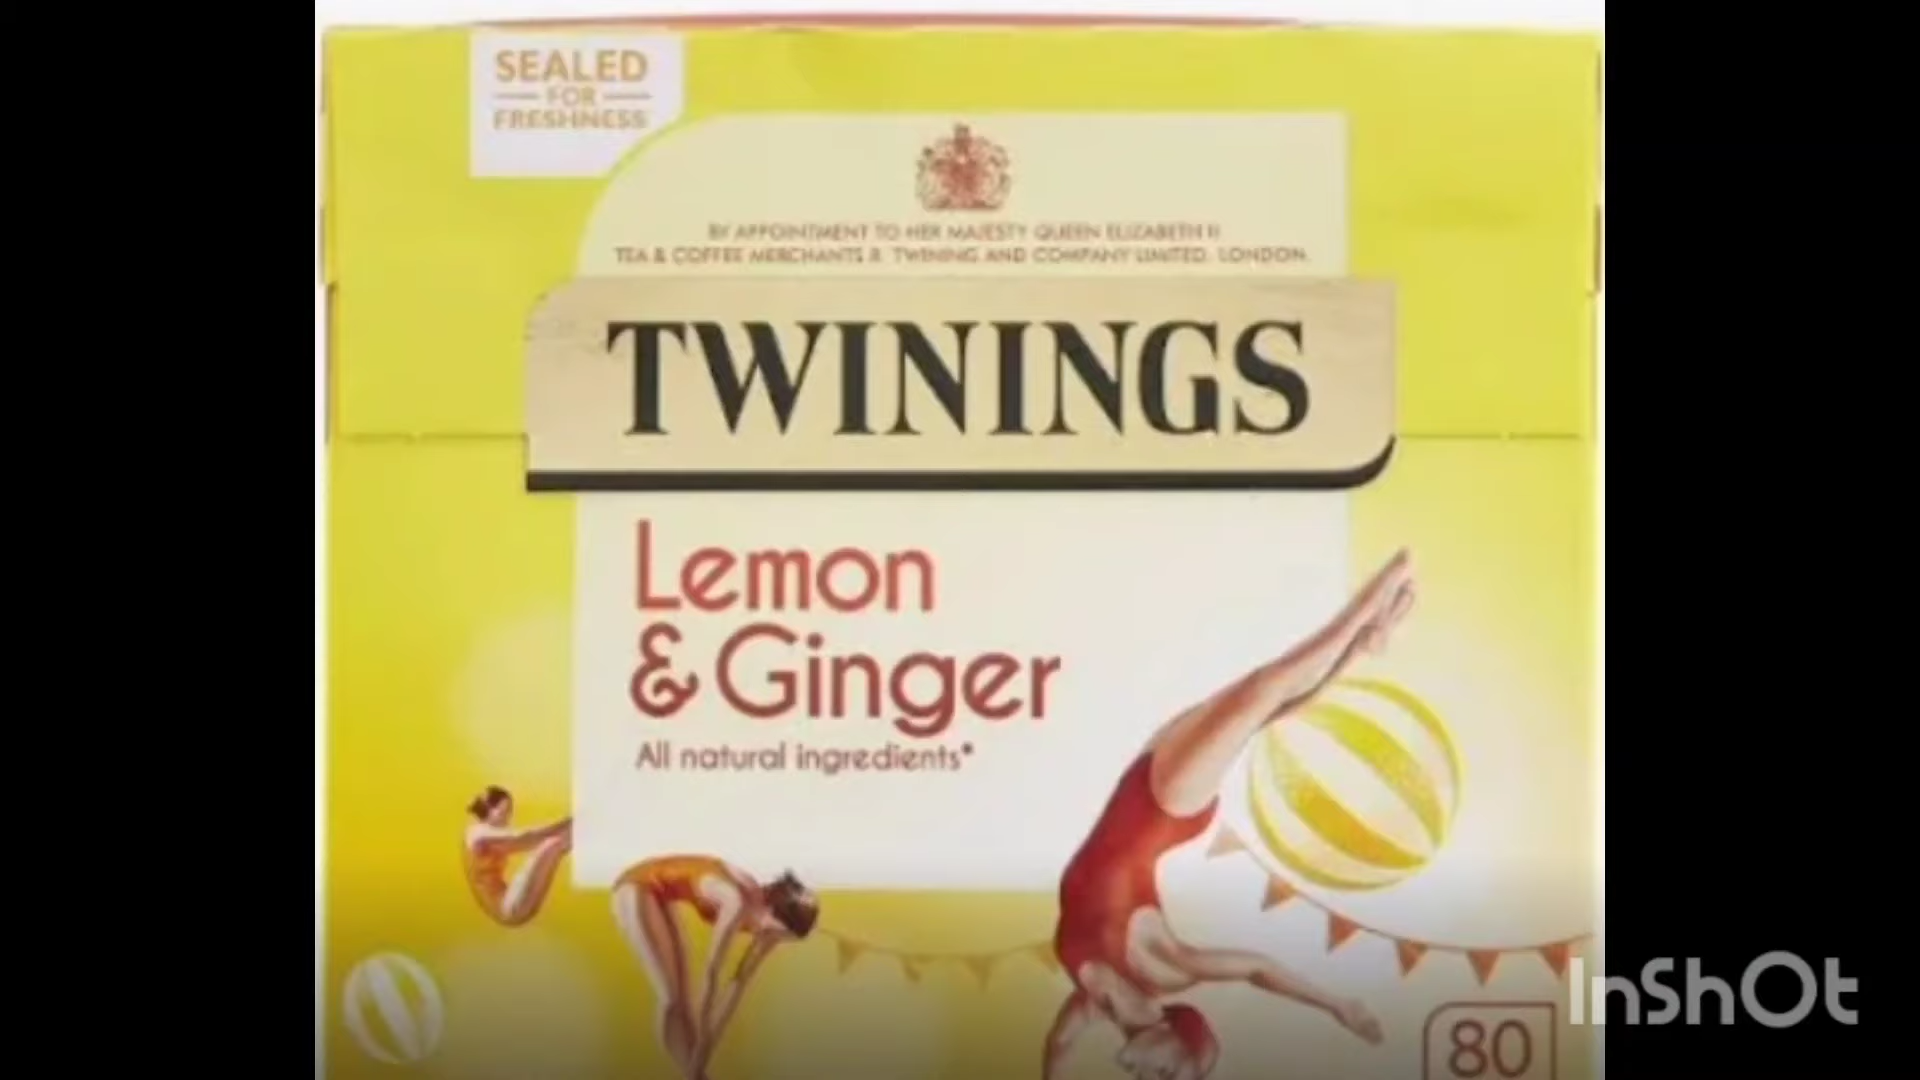 SEALED
FOR
FRESHNESS
BY APPOINTMENT TO HER MAJESTY QUEEN ELIZABETH II
TEA & COFFEE MERCHANTS R. TWINING AND COMPANY LIMITED. LONDON
TWININGS
Lemon
& Ginger
All natural ingredients*
80
InShOt